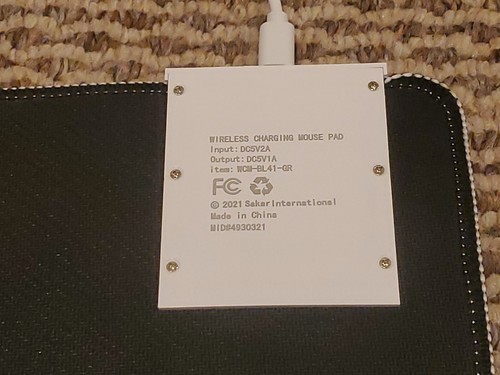 WIRELESS CHARGING MOUSE PAD
Input: DC5V2A
Output: DC5V1A
item: WCM-BL41-GR
FC
© 2021 Sakar International
Made in China
MID#4930321